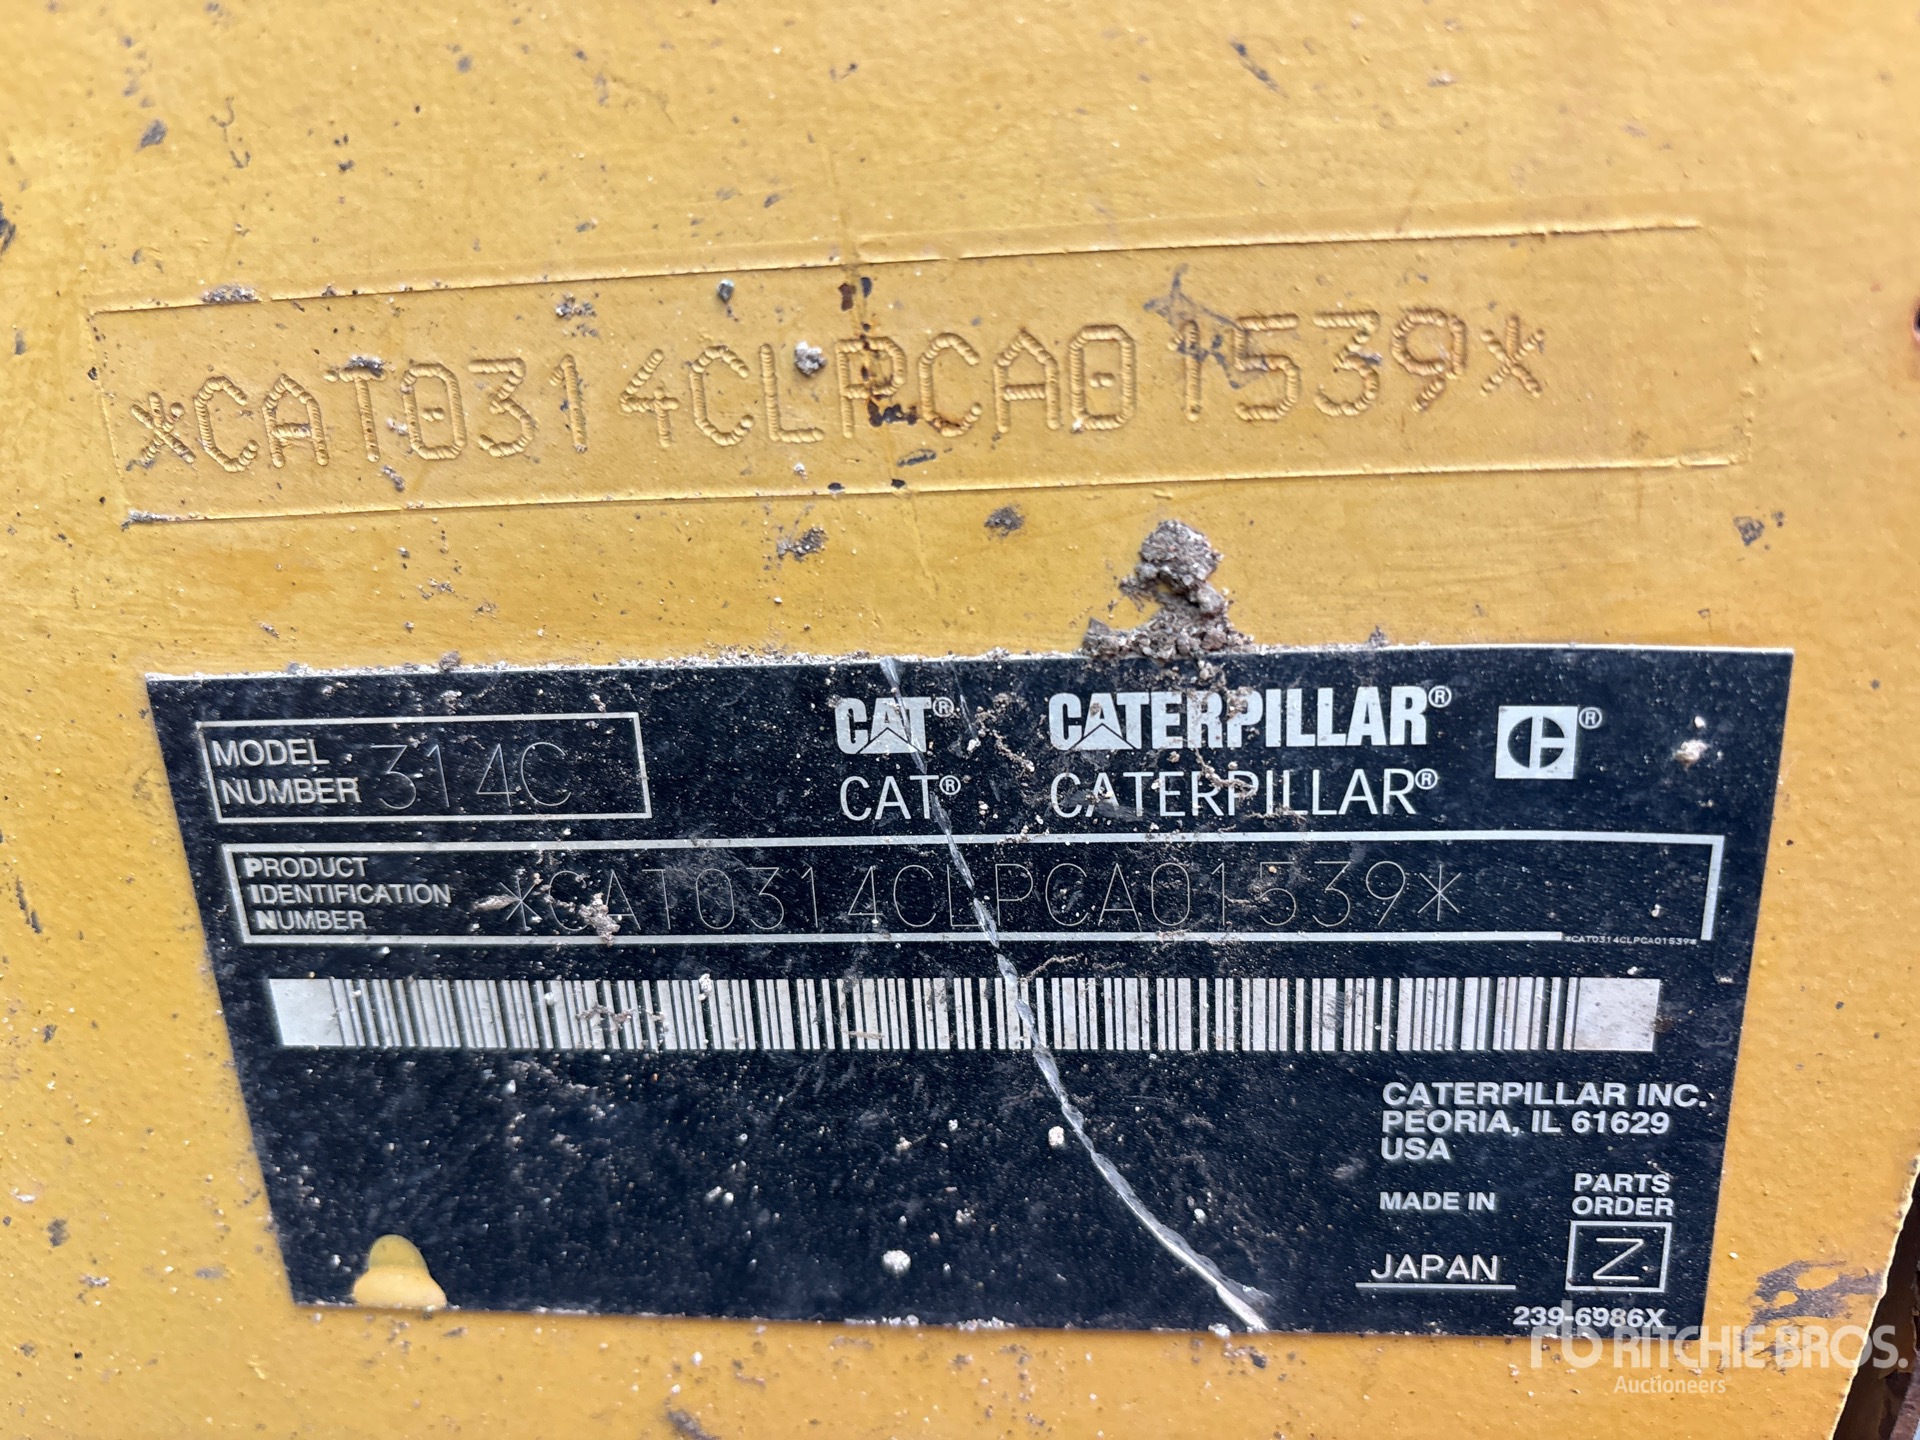 *CAT0314CLPCA01539*
MODEL NUMBER 314C
CAT® CATERPILLAR®
CAT® CATERPILLAR®
PRODUCT IDENTIFICATION NUMBER *CAT0314CLPCA01539*
*CAT0314CLPCA01539*
CATERPILLAR INC.
PEORIA, IL 61629
USA
MADE IN
JAPAN
PARTS ORDER
Z
239-6986X
RITCHIE BROS.
Auctioneers